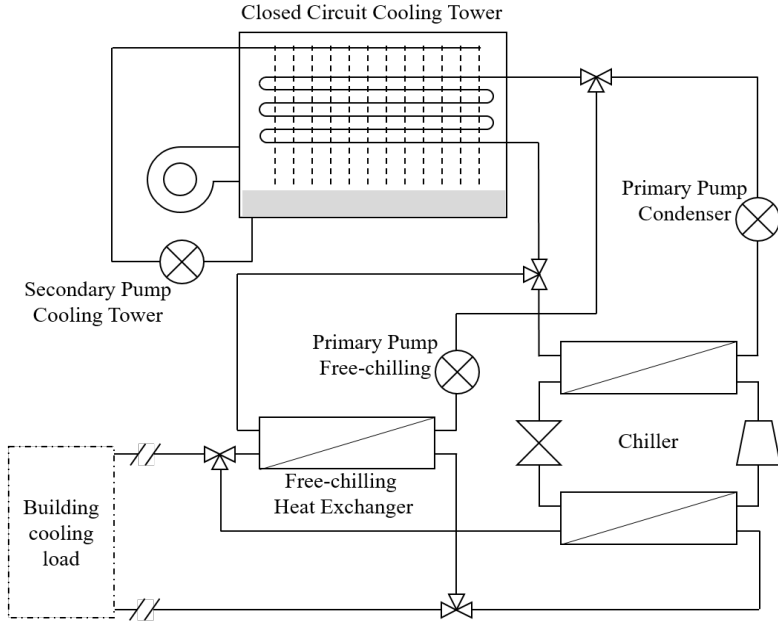 Closed Circuit Cooling Tower
Primary Pump
Condenser
Secondary Pump
Cooling Tower
Primary Pump
Free-chilling
Chiller
Free-chilling
Heat Exchanger
Building
cooling
load